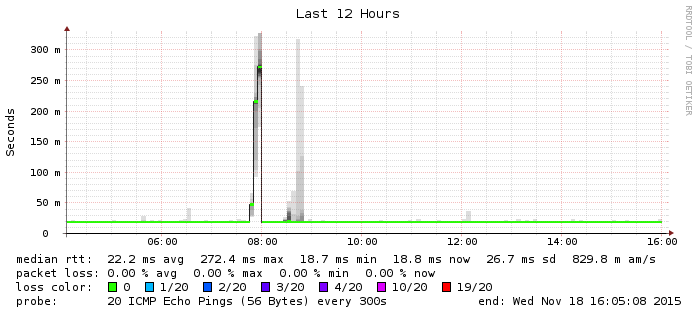 Last 12 Hours
RRDTOOL / TOBI OETIKER
Seconds
300 m
250 m
200 m
150 m
100 m
50 m
0
06:00 08:00 10:00 12:00 14:00 16:00
median rtt: 22.2 ms avg 272.4 ms max 18.7 ms min 18.8 ms now 26.7 ms sd 829.8 m am/s
packet loss: 0.00 % avg 0.00 % max 0.00 % min 0.00 % now
loss color: 0 1/20 2/20 3/20 4/20 10/20 19/20
probe: 20 ICMP Echo Pings (56 Bytes) every 300s end: Wed Nov 18 16:05:08 2015